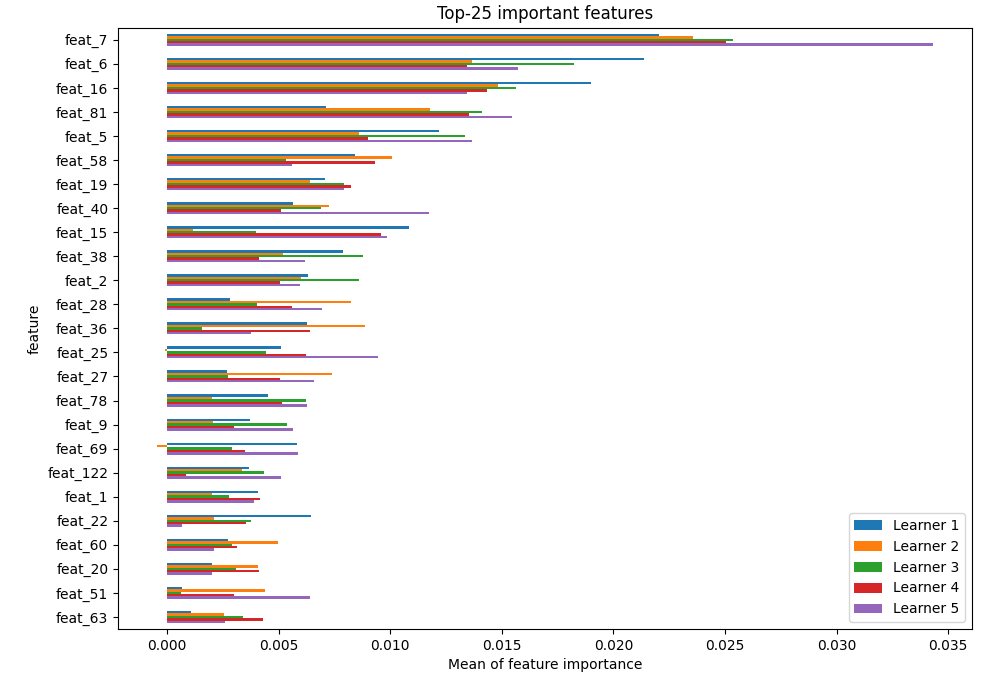 Top-25 important features
feat_7
feat_6
feat_16
feat_81
feat_5
feat_58
feat_19
feat_40
feat_15
feat_38
feat_2
feat_28
feat_36
feat_25
feat_27
feat_78
feat_9
feat_69
feat_122
feat_1
feat_22
feat_60
feat_20
feat_51
feat_63
feature
Learner 1
Learner 2
Learner 3
Learner 4
Learner 5
0.000 0.005 0.010 0.015 0.020 0.025 0.030 0.035
Mean of feature importance